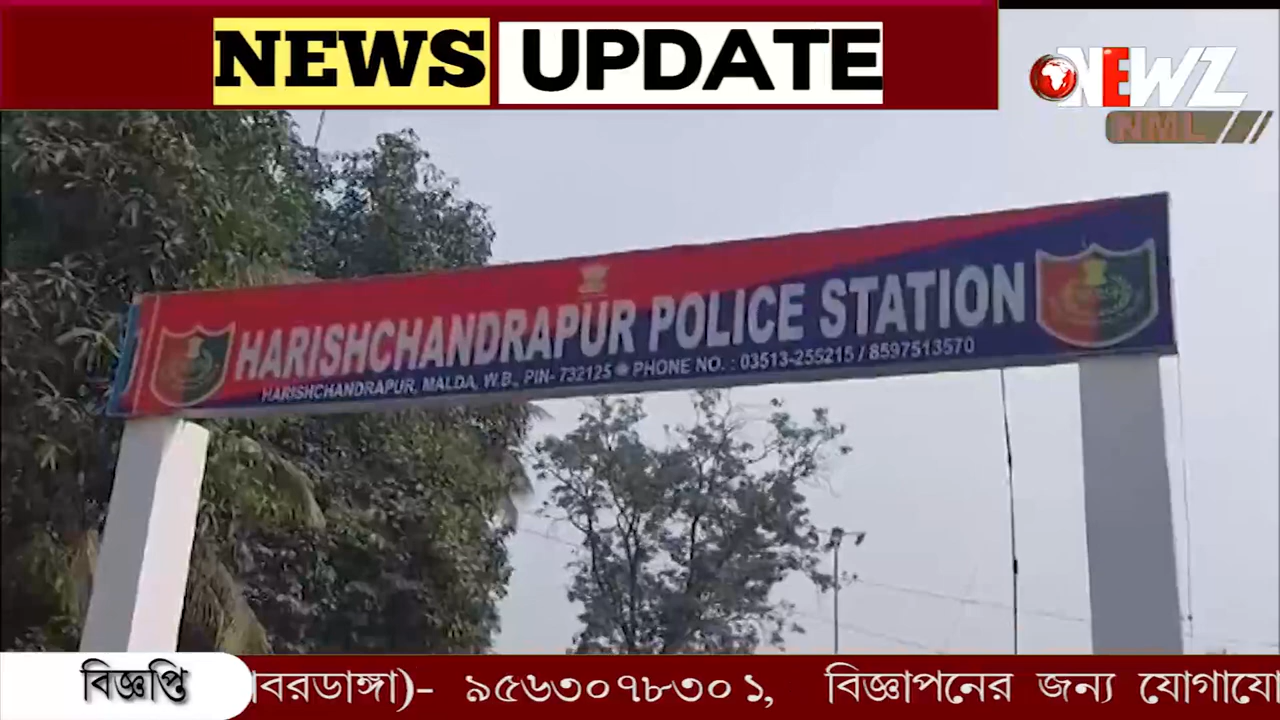 NEWS UPDATE
NEWZ
NML
HARISHCHANDRAPUR POLICE STATION
HARISHCHANDRAPUR, MALDA, W.B., PIN- 732125 PHONE NO. : 03513-255215 / 8597513570
বিজ্ঞপ্তি
বরডাঙ্গা)- ৯৫৬৩০৭৮৩০১, বিজ্ঞাপনের জন্য